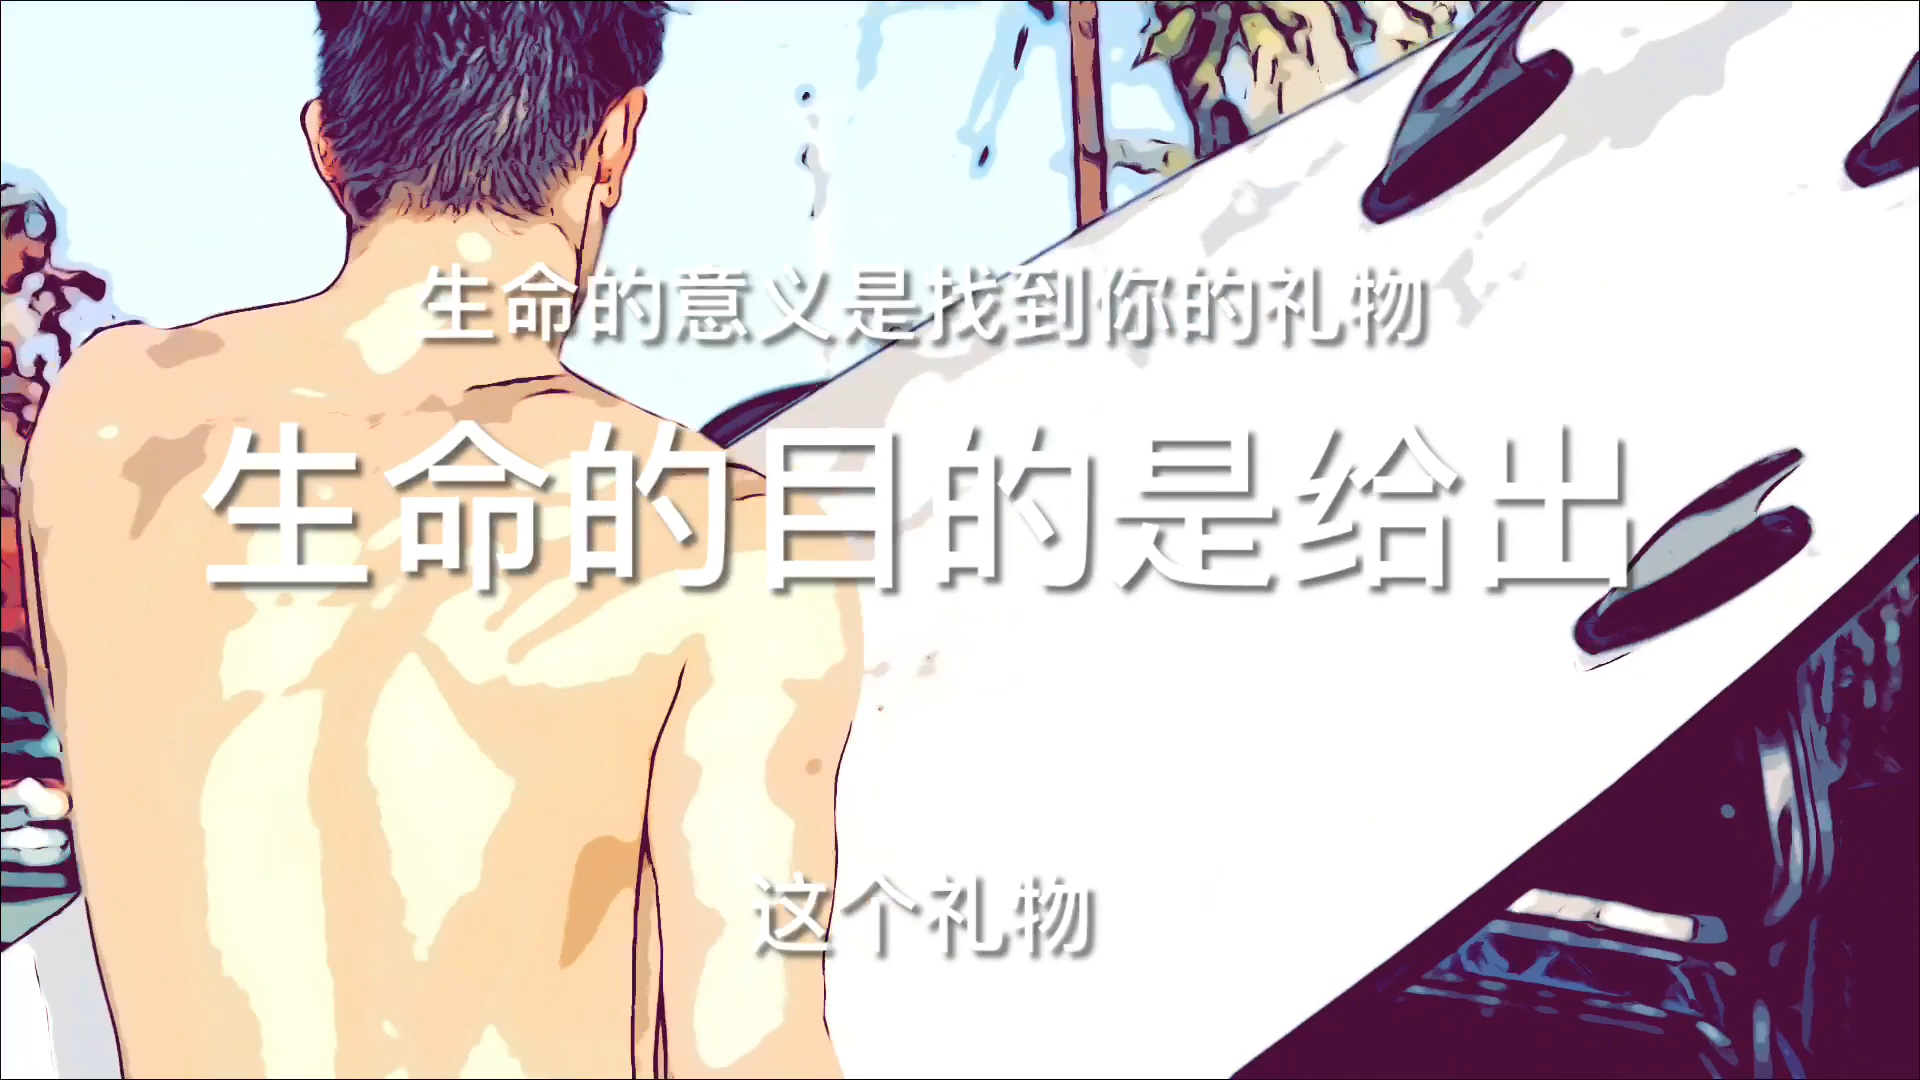 生命的意义是找到你的礼物
生命的目的是给出
这个礼物